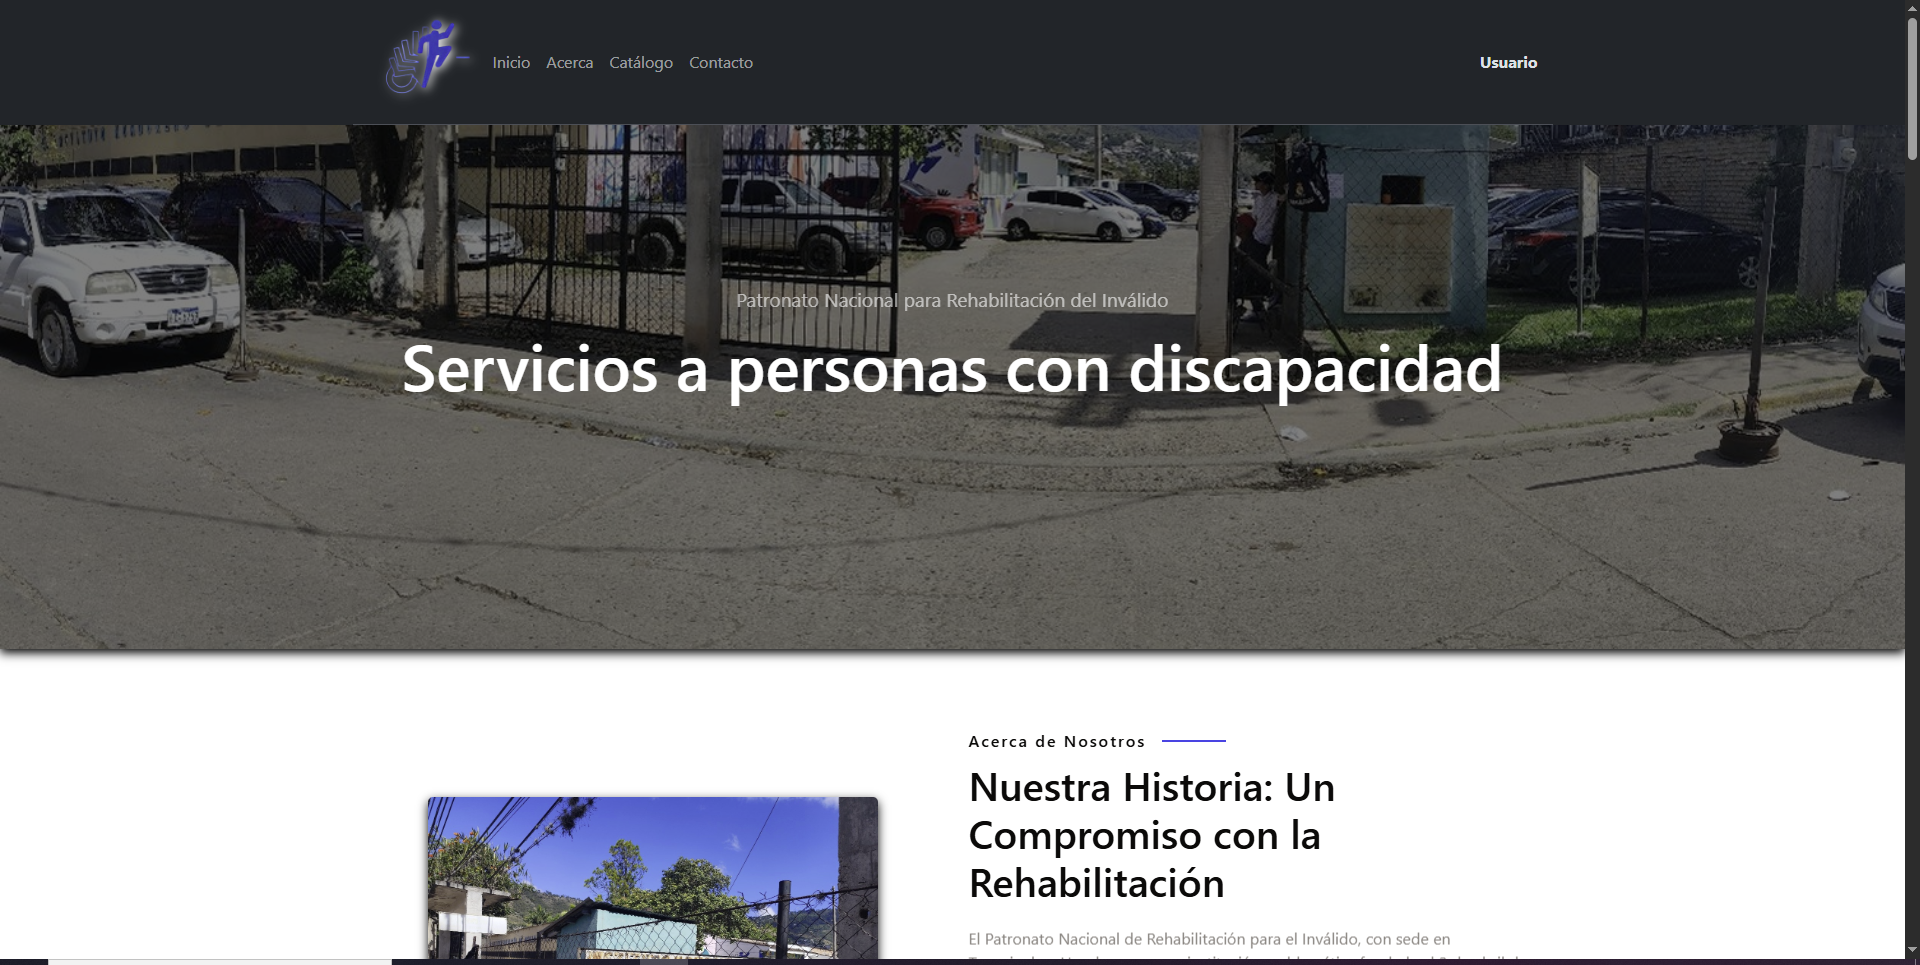 Inicio Acerca Catálogo Contacto Usuario
Patronato Nacional para Rehabilitación del Inválido
Servicios a personas con discapacidad
Acerca de Nosotros
Nuestra Historia: Un
Compromiso con la
Rehabilitación
El Patronato Nacional de Rehabilitación para el Inválido, con sede en